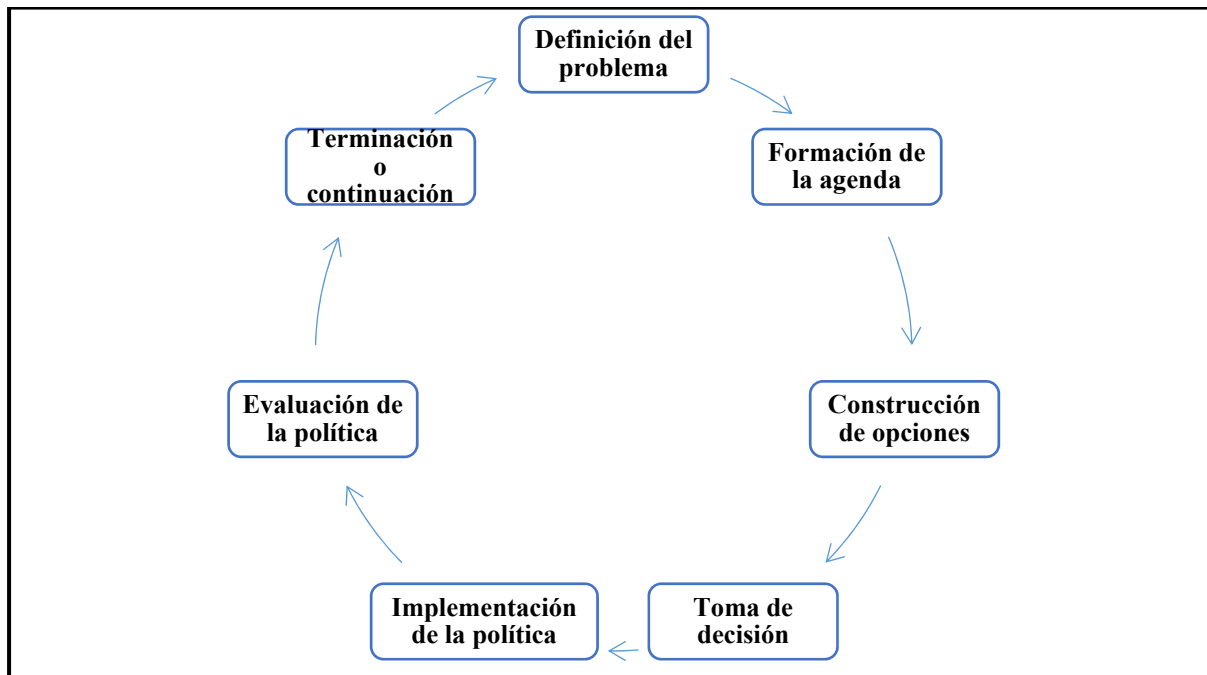 Definición del
problema
Formación de
la agenda
Construcción
de opciones
Toma de
decisión
Implementación
de la política
Evaluación de
la política
Terminación
o
continuación